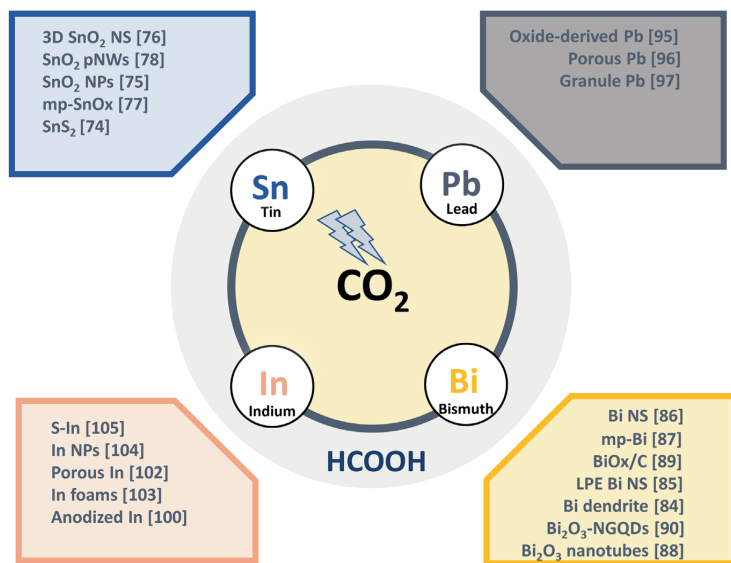 3D SnO₂ NS [76]
SnO₂ pNWs [78]
SnO₂ NPs [75]
mp-SnOx [77]
SnS₂ [74]
Oxide-derived Pb [95]
Porous Pb [96]
Granule Pb [97]
Sn
Tin
Pb
Lead
CO₂
In
Indium
Bi
Bismuth
HCOOH
S-In [105]
In NPs [104]
Porous In [102]
In foams [103]
Anodized In [100]
Bi NS [86]
mp-Bi [87]
BiOx/C [89]
LPE Bi NS [85]
Bi dendrite [84]
Bi₂O₃-NGQDs [90]
Bi₂O₃ nanotubes [88]